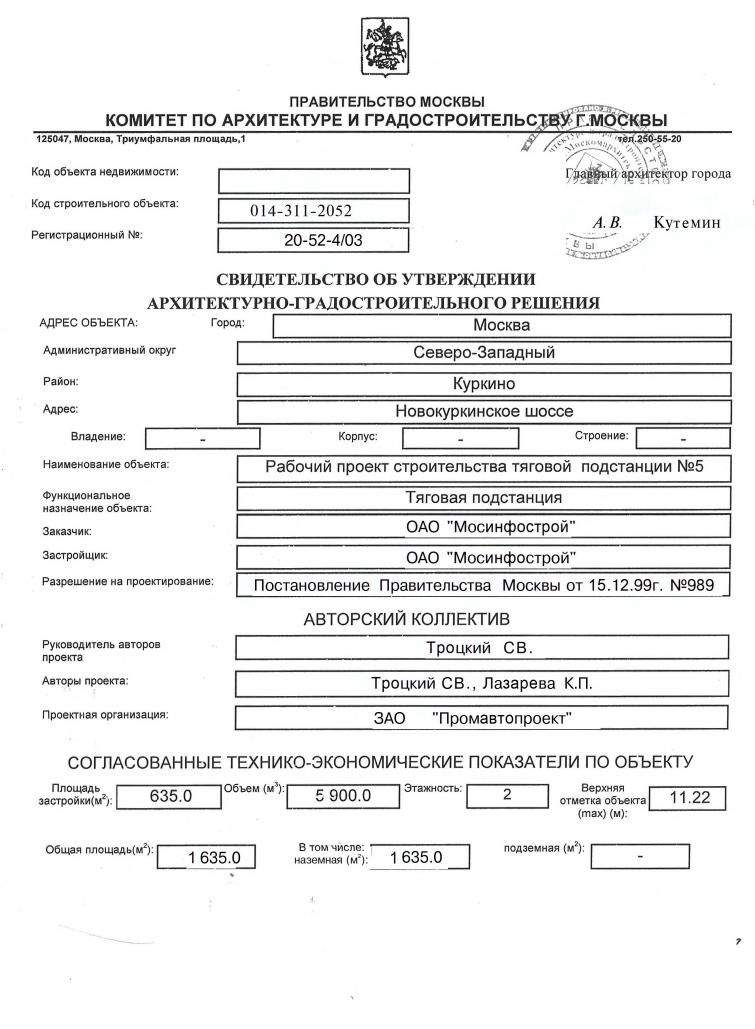 ПРАВИТЕЛЬСТВО МОСКВЫ
КОМИТЕТ ПО АРХИТЕКТУРЕ И ГРАДОСТРОИТЕЛЬСТВУ Г.МОСКВЫ
125047, Москва, Триумфальная площадь,1 тел.250-55-20
Код объекта недвижимости:
Главный архитектор города
Код строительного объекта: 014-311-2052
А. В. Кутемин
Регистрационный №: 20-52-4/03
СВИДЕТЕЛЬСТВО ОБ УТВЕРЖДЕНИИ
АРХИТЕКТУРНО-ГРАДОСТРОИТЕЛЬНОГО РЕШЕНИЯ
АДРЕС ОБЪЕКТА: Город: Москва
Административный округ Северо-Западный
Район: Куркино
Адрес: Новокуркинское шоссе
Владение: - Корпус: - Строение: -
Наименование объекта: Рабочий проект строительства тяговой подстанции №5
Функциональное
назначение объекта: Тяговая подстанция
Заказчик: ОАО "Мосинфострой"
Застройщик: ОАО "Мосинфострой"
Разрешение на проектирование: Постановление Правительства Москвы от 15.12.99г. №989
АВТОРСКИЙ КОЛЛЕКТИВ
Руководитель авторов
проекта Троцкий СВ.
Авторы проекта: Троцкий СВ., Лазарева К.П.
Проектная организация: ЗАО "Промавтопроект"
СОГЛАСОВАННЫЕ ТЕХНИКО-ЭКОНОМИЧЕСКИЕ ПОКАЗАТЕЛИ ПО ОБЪЕКТУ
Площадь
застройки(м²): 635.0 Объем (м³): 5 900.0 Этажность: 2 Верхняя
отметка объекта 11.22
(max) (м):
Общая площадь(м²): 1 635.0 В том числе:
наземная (м²): 1 635.0 подземная (м²): -